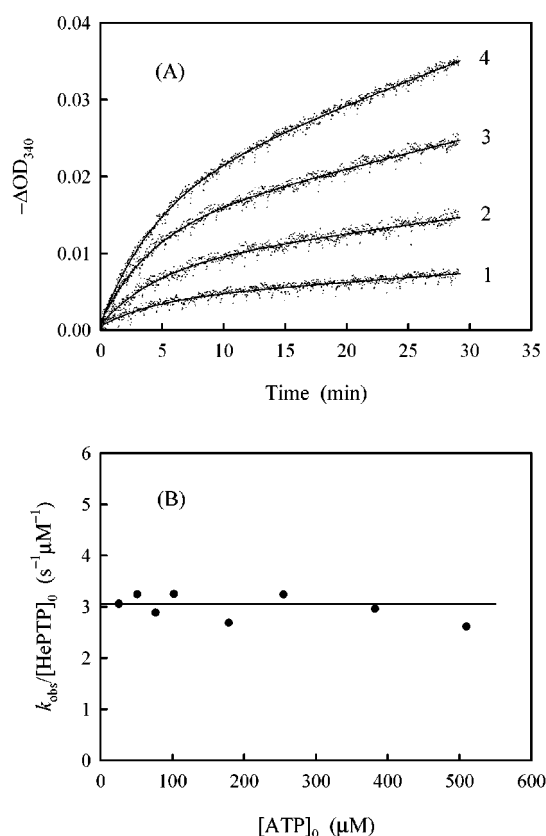 0.04
(A)
4
0.03
3
−ΔOD₃₄₀
0.02
2
0.01
1
0.00
0 5 10 15 20 25 30 35
Time (min)
6
(B)
5
k_obs/[HePTP]₀ (s⁻¹μM⁻¹)
4
3
2
1
0
0 100 200 300 400 500 600
[ATP]₀ (μM)